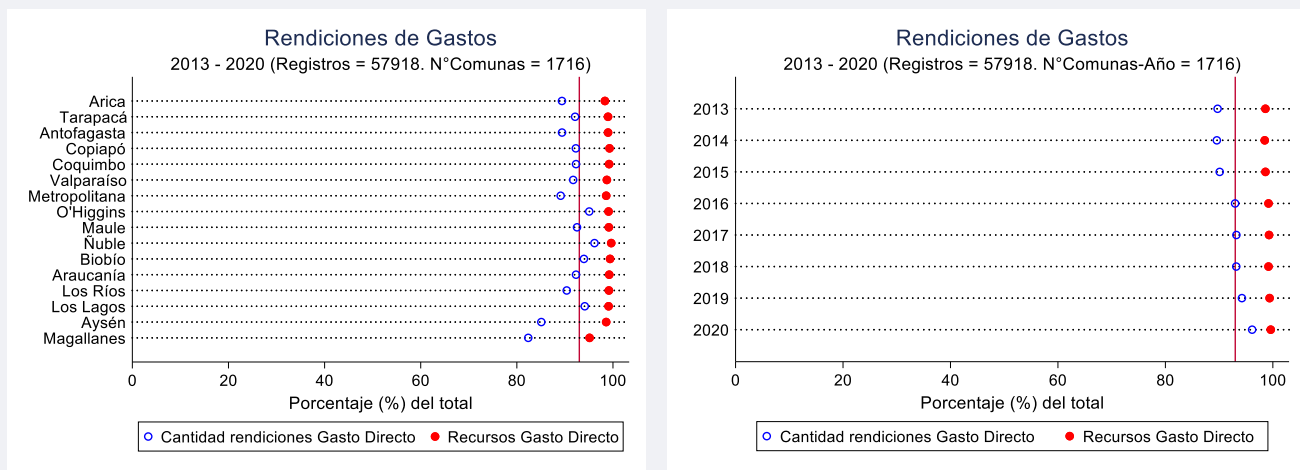 Rendiciones de Gastos
2013 - 2020 (Registros = 57918. N°Comunas = 1716)
Arica
Tarapacá
Antofagasta
Copiapó
Coquimbo
Valparaíso
Metropolitana
O'Higgins
Maule
Ñuble
Biobío
Araucanía
Los Ríos
Los Lagos
Aysén
Magallanes
0 20 40 60 80 100
Porcentaje (%) del total
Cantidad rendiciones Gasto Directo Recursos Gasto Directo
Rendiciones de Gastos
2013 - 2020 (Registros = 57918. N°Comunas-Año = 1716)
2013
2014
2015
2016
2017
2018
2019
2020
0 20 40 60 80 100
Porcentaje (%) del total
Cantidad rendiciones Gasto Directo Recursos Gasto Directo